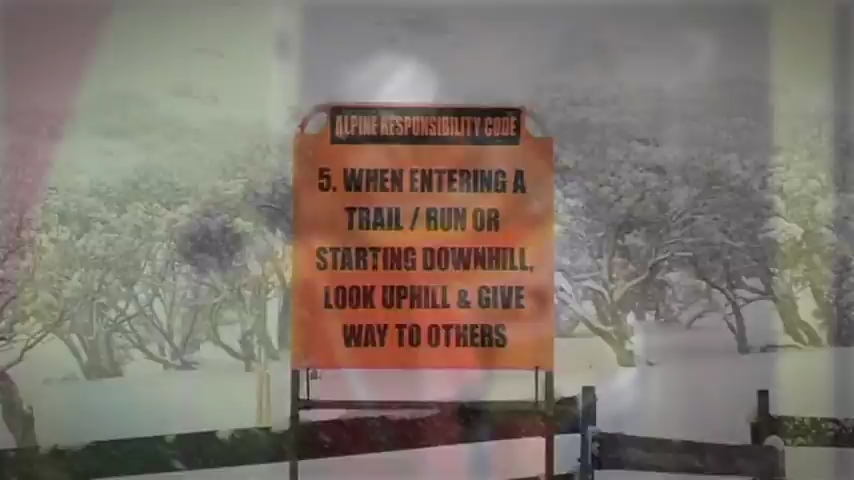 ALPINE RESPONSIBILITY CODE
5. WHEN ENTERING A
TRAIL / RUN OR
STARTING DOWNHILL,
LOOK UPHILL & GIVE
WAY TO OTHERS